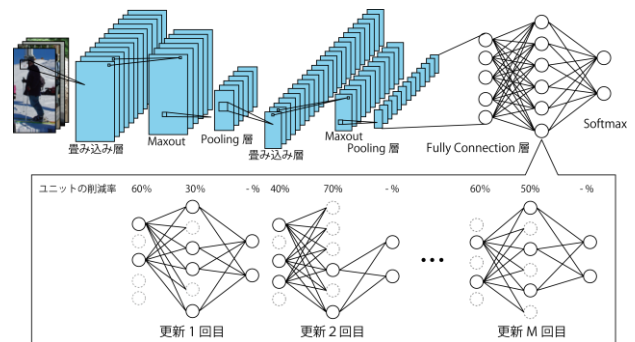 畳み込み層
Maxout
Pooling 層
畳み込み層
Maxout
Pooling 層
Fully Connection 層
Softmax
ユニットの削減率
60%
30%
- %
40%
70%
- %
60%
50%
- %
•••
更新 1 回目
更新 2 回目
更新 M 回目